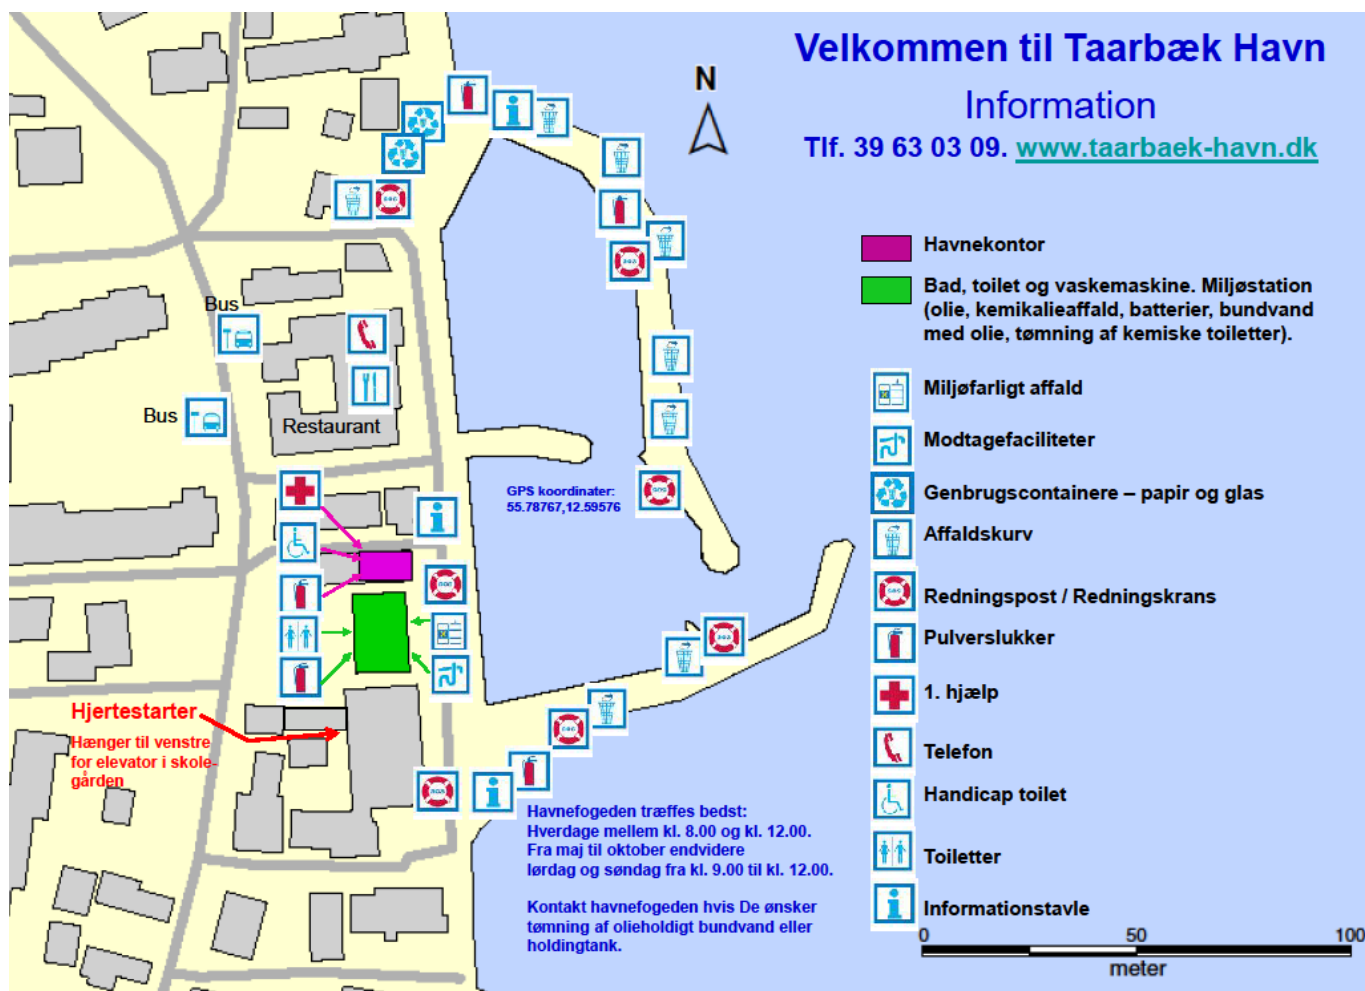 Velkommen til Taarbæk Havn
Information
Tlf. 39 63 03 09. www.taarbaek-havn.dk
N
Havnekontor
Bad, toilet og vaskemaskine. Miljøstation
(olie, kemikalieaffald, batterier, bundvand
med olie, tømning af kemiske toiletter).
Miljøfarligt affald
Modtagefaciliteter
Genbrugscontainere – papir og glas
Affaldskurv
Redningspost / Redningskrans
Pulverslukker
1. hjælp
Telefon
Handicap toilet
Toiletter
Informationstavle
0 50 100
meter
Bus
Bus
Restaurant
GPS koordinater:
55.78767,12.59576
Hjertestarter
Hænger til venstre
for elevator i skole-
gården
Havnefogeden træffes bedst:
Hverdage mellem kl. 8.00 og kl. 12.00.
Fra maj til oktober endvidere
lørdag og søndag fra kl. 9.00 til kl. 12.00.
Kontakt havnefogeden hvis De ønsker
tømning af olieholdigt bundvand eller
holdingtank.